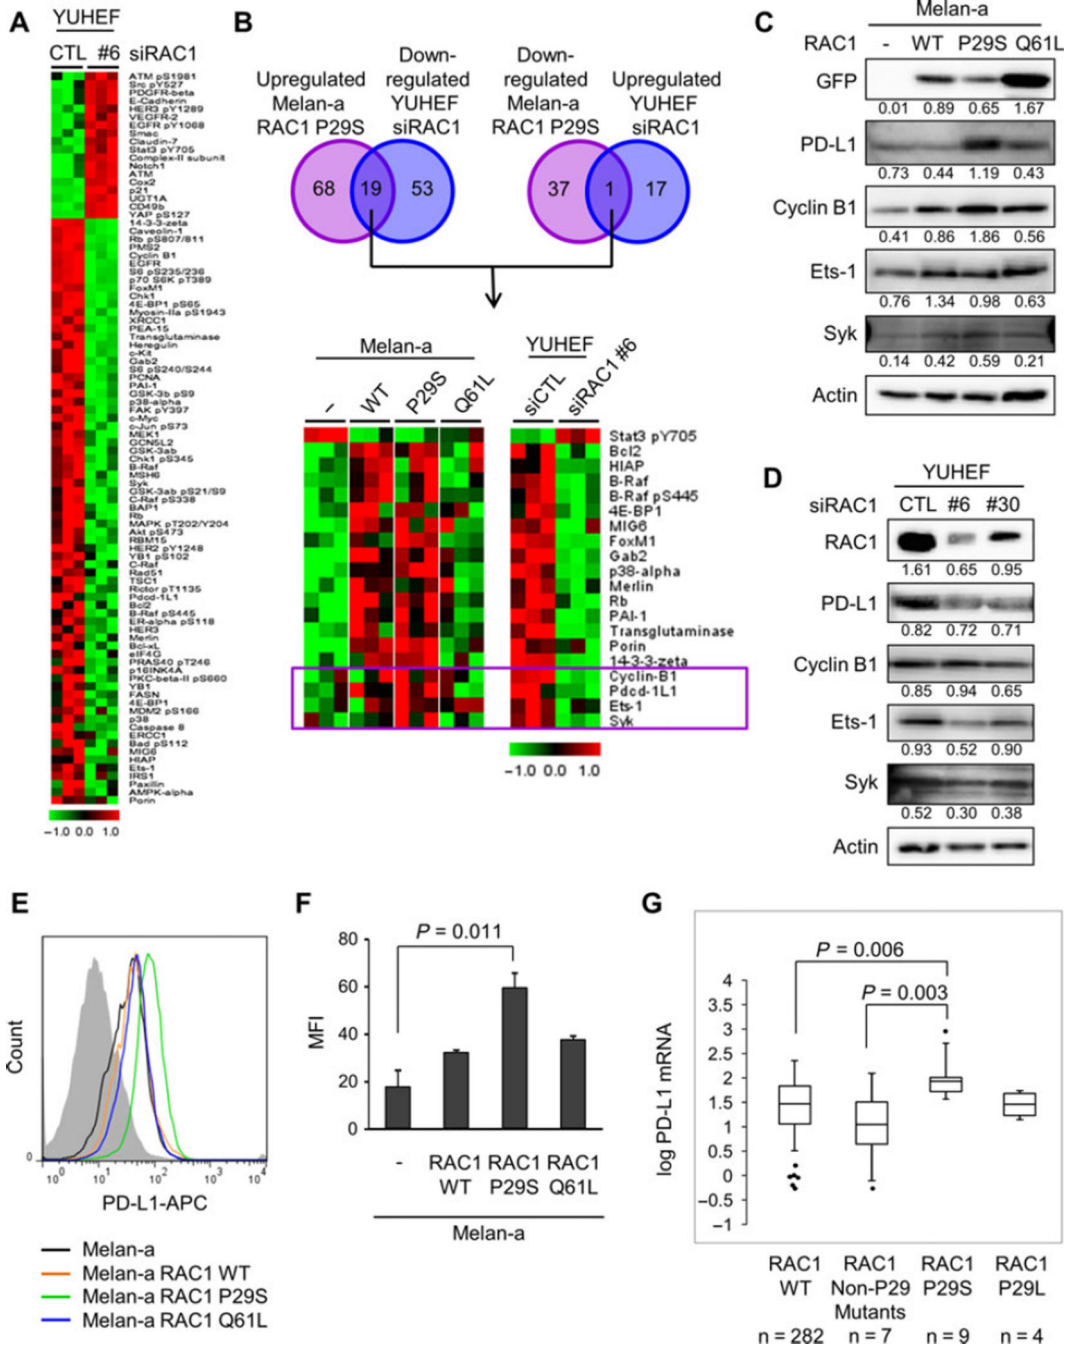 A
YUHEF
CTL #6 siRAC1
ATM pS1981
Src pY527
PDGFR-beta
E-Cadherin
HER3 pY1289
VEGFR-2
EGFR pY1068
Smac
Claudin-7
Stat3 pY705
Complex-II subunit
Notch1
ATM
Cox2
p21
UGT1A
CD49b
YAP pS127
14-3-3-zeta
Caveolin-1
Rb pS807/811
PMS2
Cyclin B1
EGFR
S6 pS235/236
p70 S6K pT389
FoxM1
Chk1
4E-BP1 pS65
Myosin-IIa pS1943
XRCC1
PEA-15
Transglutaminase
Heregulin
c-Kit
Gab2
S6 pS240/S244
PCNA
PAI-1
GSK-3b pS9
p38-alpha
FAK pY397
c-Myc
c-Jun pS73
MEK1
GCN5L2
GSK-3ab
Chk1 pS345
B-Raf
MSH6
Syk
GSK-3ab pS21/S9
C-Raf pS338
BAP1
Rb
MAPK pT202/Y204
Akt pS473
RBM15
HER2 pY1248
YB1 pS102
C-Raf
Rad51
TSC1
Rictor pT1135
Pdcd-1L1
Bcl2
B-Raf pS445
ER-alpha pS118
HER3
Merlin
Bcl-xL
eIF4G
PRAS40 pT246
p16INK4A
PKC-beta-II pS660
YB1
FASN
4E-BP1
MDM2 pS166
p38
Caspase 8
ERCC1
Bad pS112
MIG6
HIAP
Ets-1
IRS1
Paxillin
AMPK-alpha
Porin
−1.0 0.0 1.0
B
Upregulated
Melan-a
RAC1 P29S
Down-
regulated
YUHEF
siRAC1
Down-
regulated
Melan-a
RAC1 P29S
Upregulated
YUHEF
siRAC1
68 19 53
37 1 17
Melan-a YUHEF
– WT P29S Q61L siCTL siRAC1 #6
Stat3 pY705
Bcl2
HIAP
B-Raf
B-Raf pS445
4E-BP1
MIG6
FoxM1
Gab2
p38-alpha
Merlin
Rb
PAI-1
Transglutaminase
Porin
14-3-3-zeta
Cyclin-B1
Pdcd-1L1
Ets-1
Syk
−1.0 0.0 1.0
C
Melan-a
RAC1 - WT P29S Q61L
GFP
0.01 0.89 0.65 1.67
PD-L1
0.73 0.44 1.19 0.43
Cyclin B1
0.41 0.86 1.86 0.56
Ets-1
0.76 1.34 0.98 0.63
Syk
0.14 0.42 0.59 0.21
Actin
D
YUHEF
siRAC1 CTL #6 #30
RAC1
1.61 0.65 0.95
PD-L1
0.82 0.72 0.71
Cyclin B1
0.85 0.94 0.65
Ets-1
0.93 0.52 0.90
Syk
0.52 0.30 0.38
Actin
E
Count
0
10^0 10^1 10^2 10^3 10^4
PD-L1-APC
Melan-a
Melan-a RAC1 WT
Melan-a RAC1 P29S
Melan-a RAC1 Q61L
F
P = 0.011
MFI
80
60
40
20
0
- RAC1 RAC1 RAC1
WT P29S Q61L
Melan-a
G
P = 0.006
P = 0.003
log PD-L1 mRNA
4
3.5
3
2.5
2
1.5
1
0.5
0
−0.5
−1
RAC1 RAC1 RAC1 RAC1
WT Non-P29 P29S P29L
Mutants
n = 282 n = 7 n = 9 n = 4